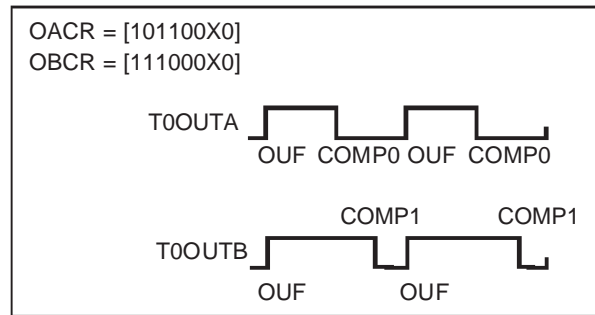 OACR = [101100X0]
OBCR = [111000X0]
T0OUTA
OUF COMP0 OUF COMP0
COMP1 COMP1
T0OUTB
OUF OUF